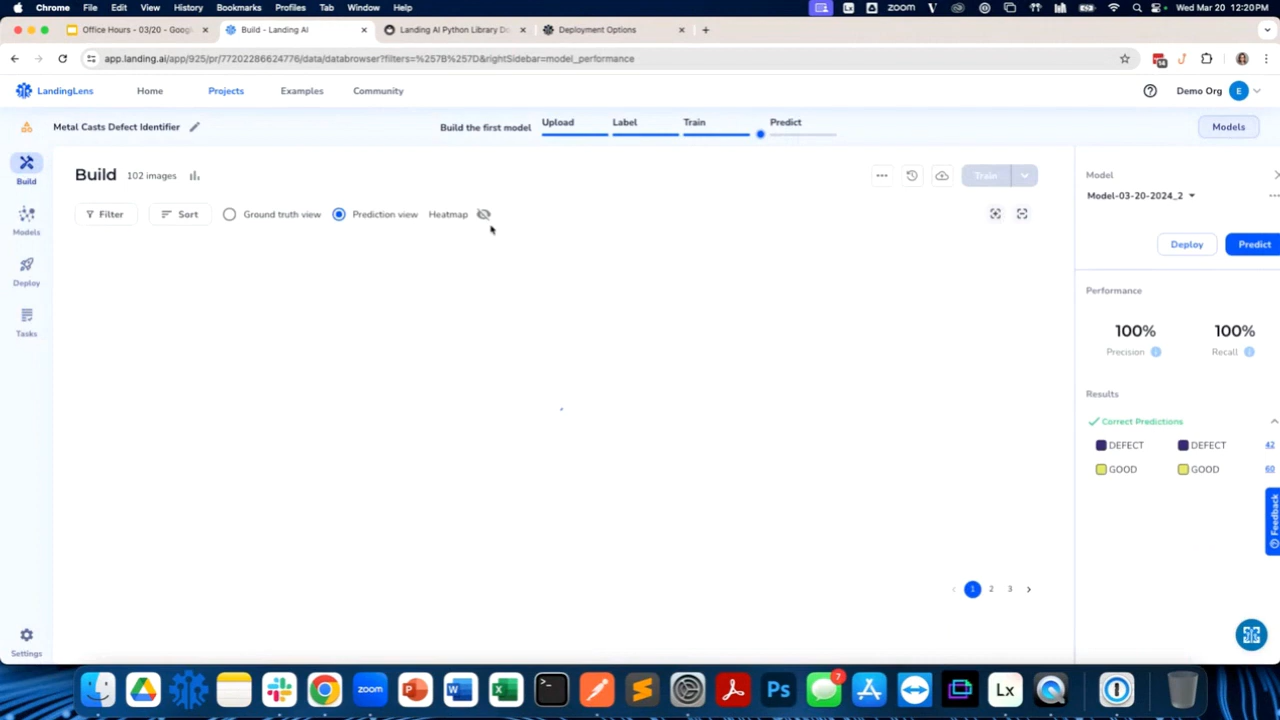 Chrome File Edit View History Bookmarks Profiles Tab Window Help
zoom
Wed Mar 20 12:20PM
Office Hours - 03/20 - Goog
Build - Landing AI
Landing AI Python Library Do
Deployment Options
app.landing.ai/app/925/pr/77202286624776/data/databrowser?filters=%257B%257D&rightSidebar=model_performance
LandingLens
Home
Projects
Examples
Community
Demo Org
E
Metal Casts Defect Identifier
Build the first model
Upload
Label
Train
Predict
Models
Build
Models
Deploy
Tasks
Settings
Build
102 images
Train
Filter
Sort
Ground truth view
Prediction view
Heatmap
Model
Model-03-20-2024_2
Deploy
Predict
Performance
100%
100%
Precision
Recall
Results
Correct Predictions
DEFECT DEFECT 42
GOOD GOOD 60
Feedback
1 2 3
zoom
7
Lx
Ps